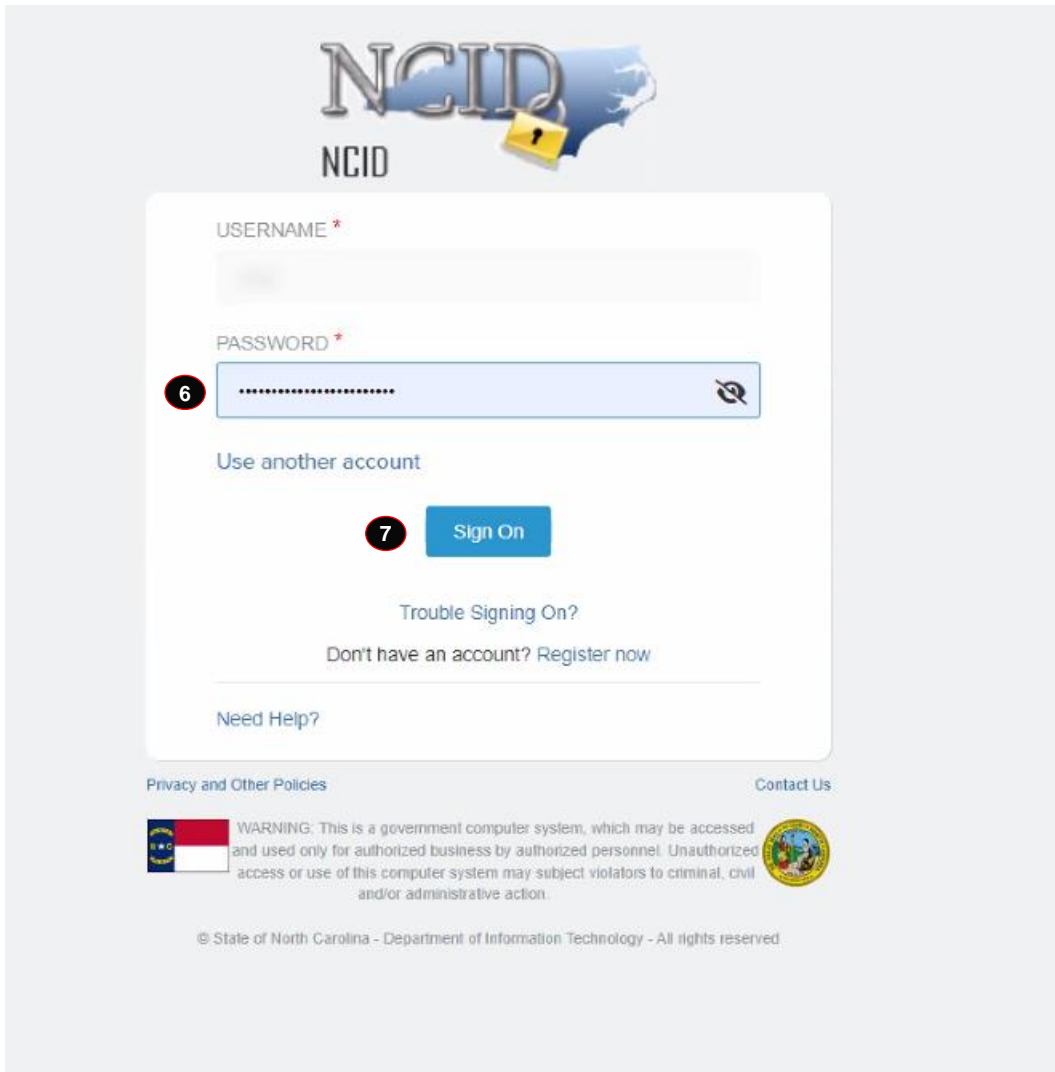 NCID
NCID
USERNAME *
PASSWORD *
6
••••••••••••••••••••••••
Use another account
7 Sign On
Trouble Signing On?
Don't have an account? Register now
Need Help?
Privacy and Other Policies Contact Us
WARNING: This is a government computer system, which may be accessed
and used only for authorized business by authorized personnel. Unauthorized
access or use of this computer system may subject violators to criminal, civil
and/or administrative action.
© State of North Carolina - Department of Information Technology - All rights reserved